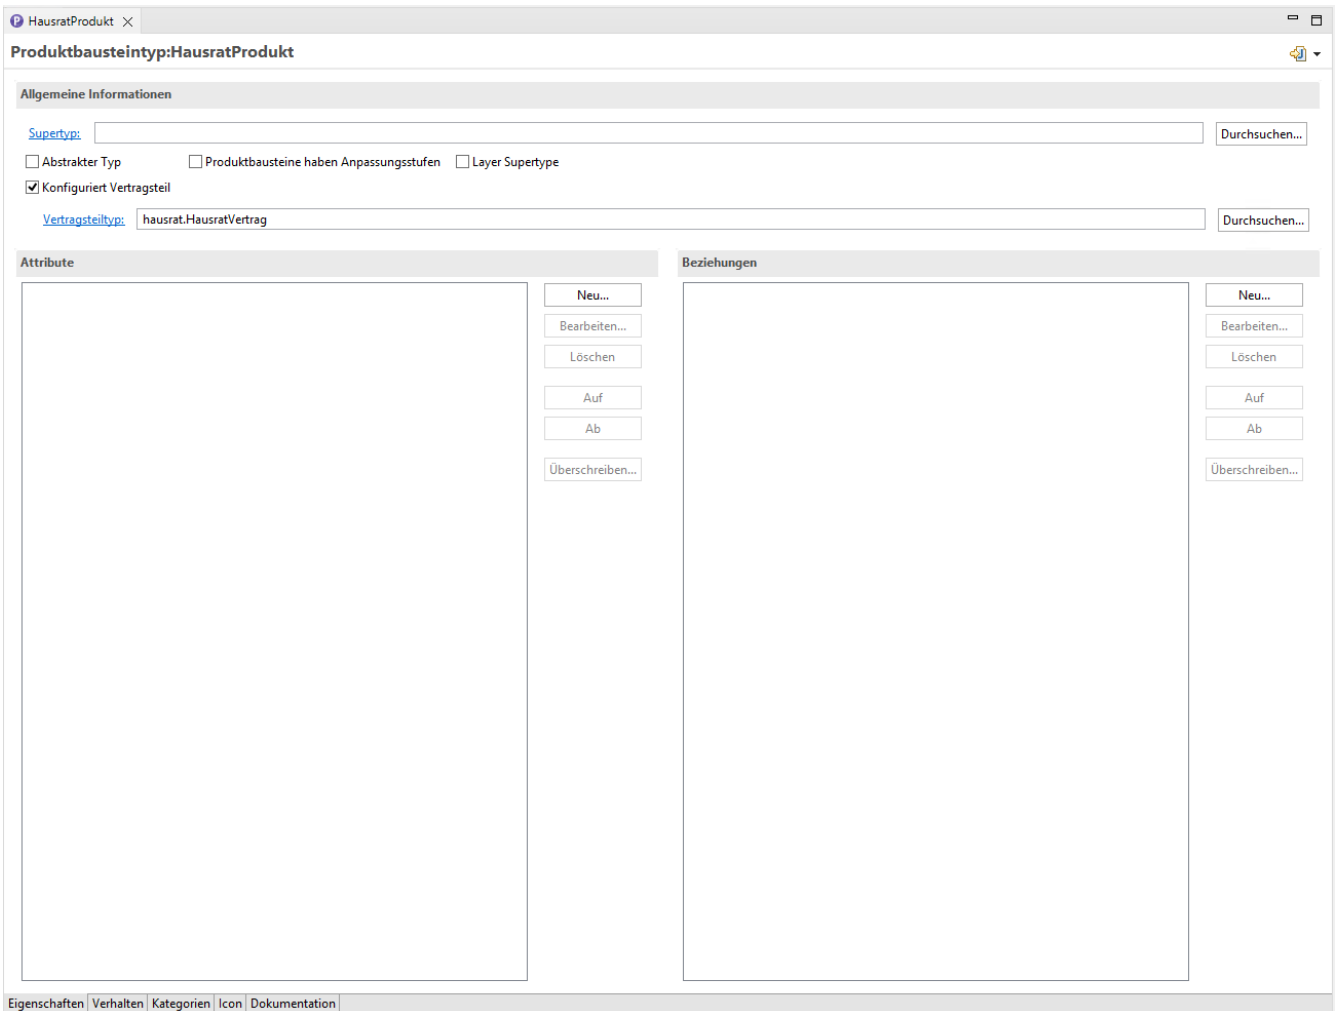 HausratProdukt
Produktbausteintyp:HausratProdukt
Allgemeine Informationen
Supertyp:
Durchsuchen...
Abstrakter Typ
Produktbausteine haben Anpassungsstufen
Layer Supertype
Konfiguriert Vertragsteil
Vertragsteiltyp:
hausrat.HausratVertrag
Durchsuchen...
Attribute
Neu...
Bearbeiten...
Löschen
Auf
Ab
Überschreiben...
Beziehungen
Neu...
Bearbeiten...
Löschen
Auf
Ab
Überschreiben...
Eigenschaften Verhalten Kategorien Icon Dokumentation